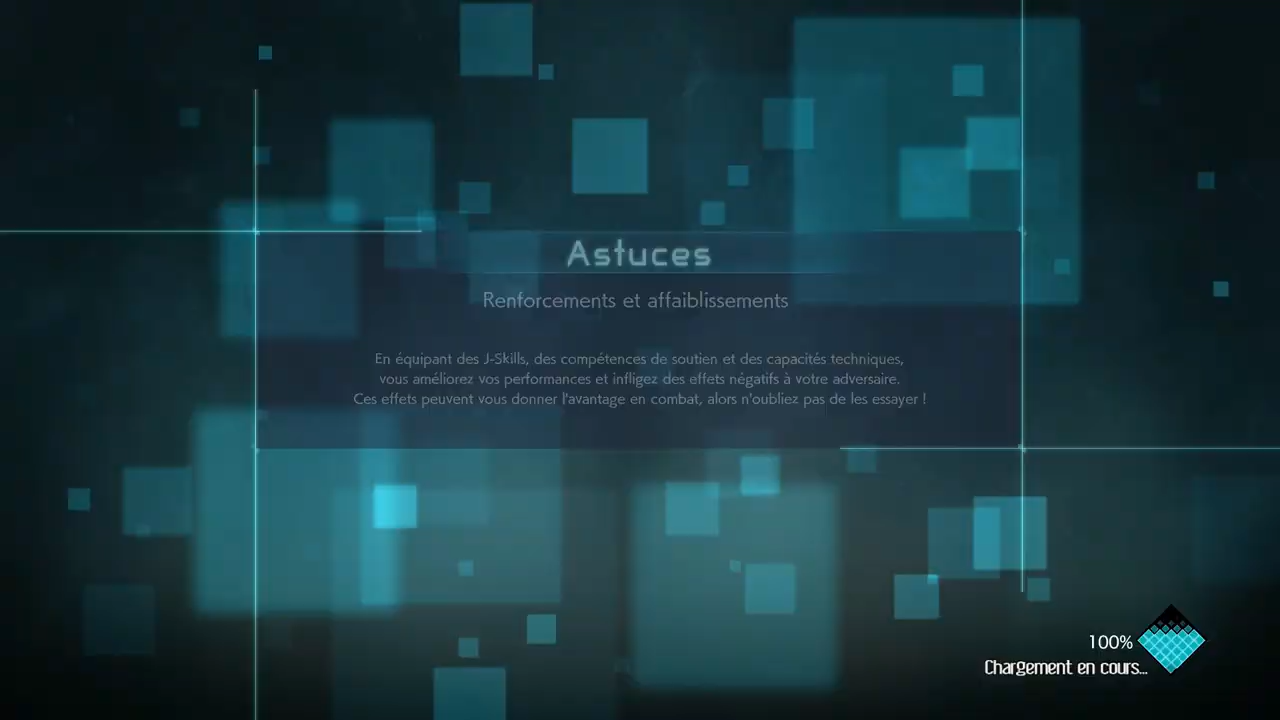 Astuces
Renforcements et affaiblissements
En équipant des J-Skills, des compétences de soutien et des capacités techniques,
vous améliorez vos performances et infligez des effets négatifs à votre adversaire.
Ces effets peuvent vous donner l'avantage en combat, alors n'oubliez pas de les essayer !
100%
Chargement en cours...